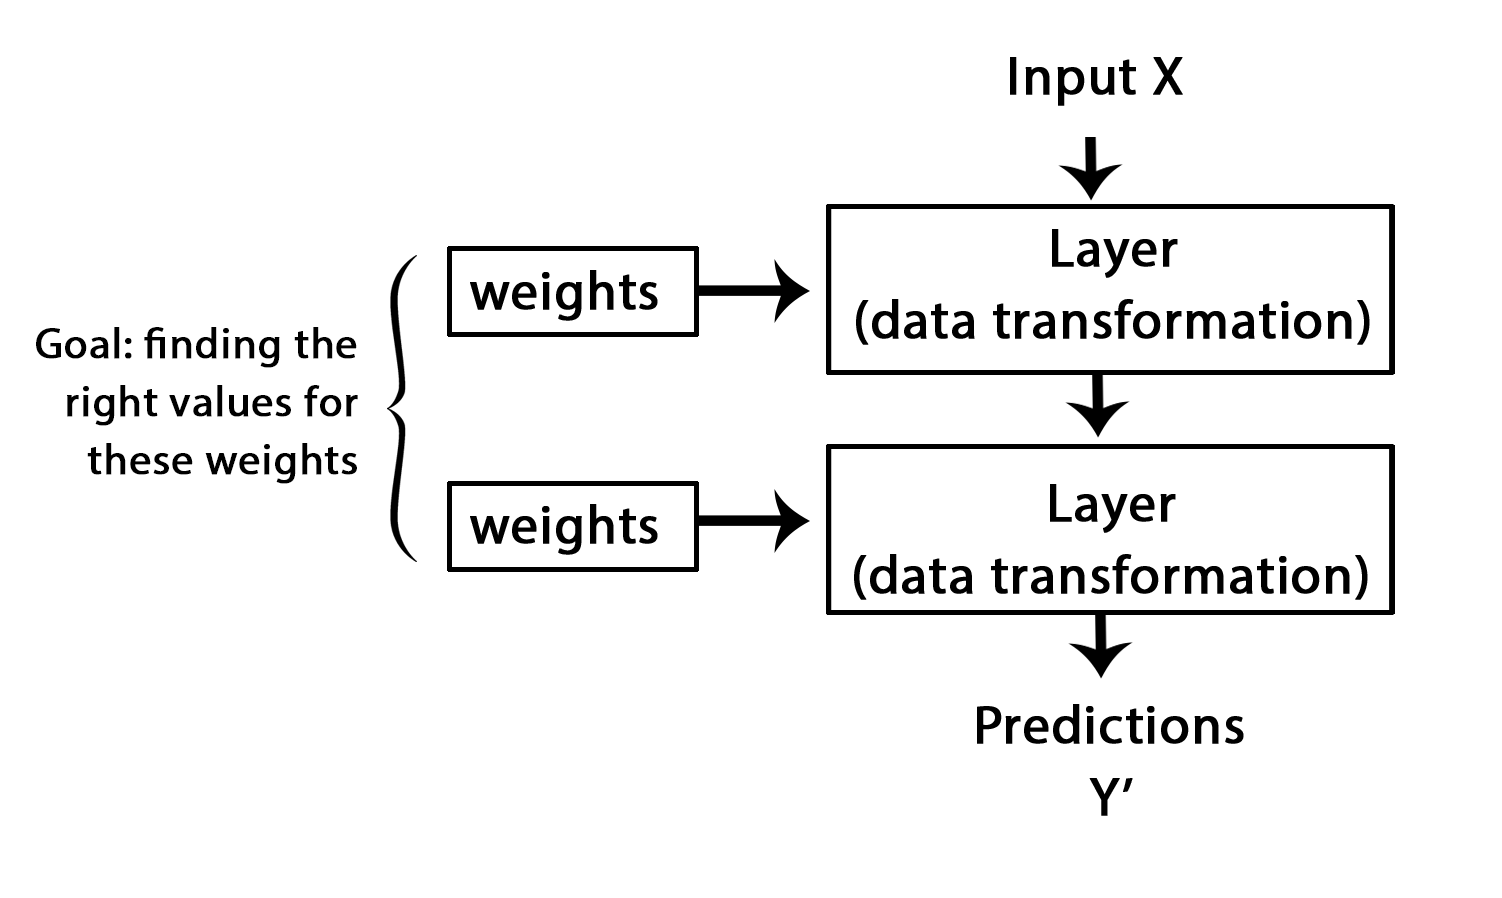 Input X
Layer
(data transformation)
weights
Goal: finding the
right values for
these weights
weights
Layer
(data transformation)
Predictions
Y'